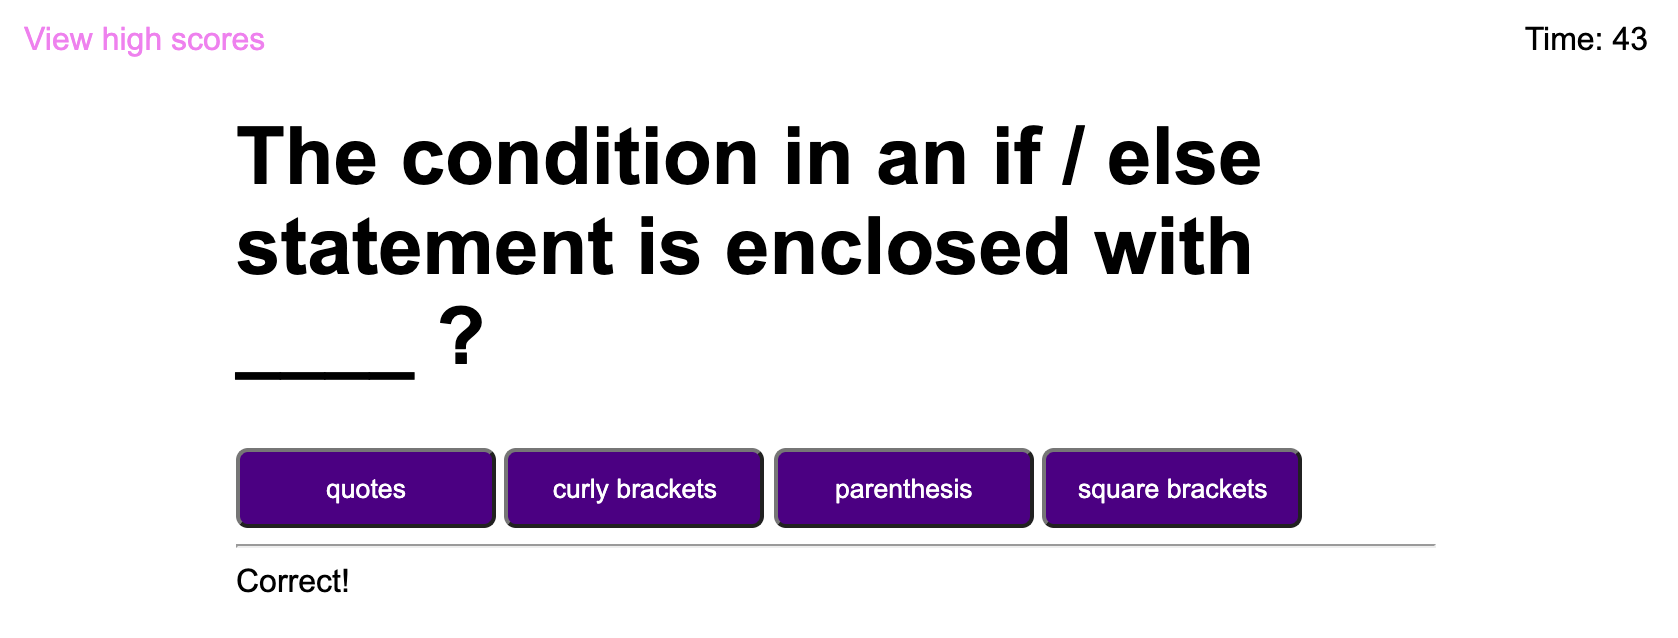 View high scores
Time: 43
The condition in an if / else
statement is enclosed with
____ ?
quotes
curly brackets
parenthesis
square brackets
Correct!